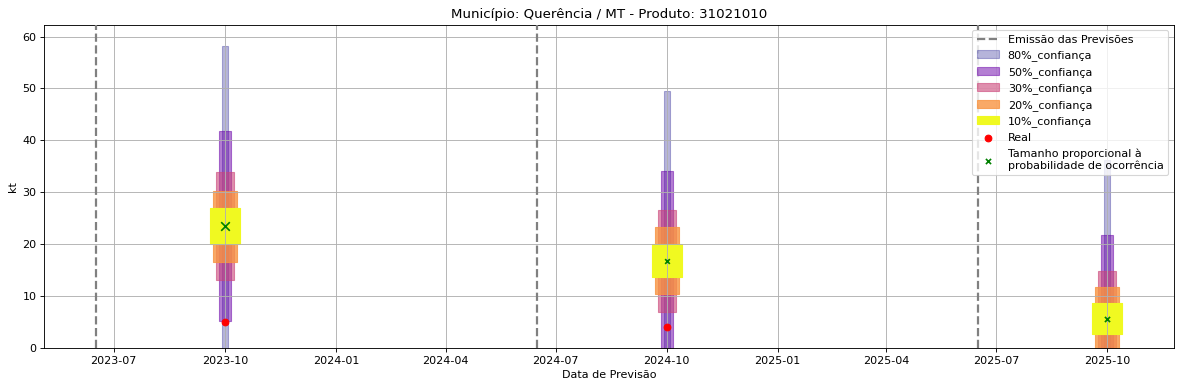 Município: Querência / MT - Produto: 31021010
60
50
40
30
20
10
0
kt
Emissão das Previsões
80%_confiança
50%_confiança
30%_confiança
20%_confiança
10%_confiança
Real
Tamanho proporcional à
probabilidade de ocorrência
2023-07 2023-10 2024-01 2024-04 2024-07 2024-10 2025-01 2025-04 2025-07 2025-10
Data de Previsão